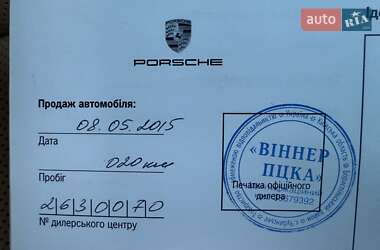 auto RIA
PORSCHE
Продаж автомобіля:
08.05.2015
Дата
020 км
Пробіг
2630070
№ дилерського центру
«ВІННЕР
ПЦКА»
Печатка офіційного
дилера